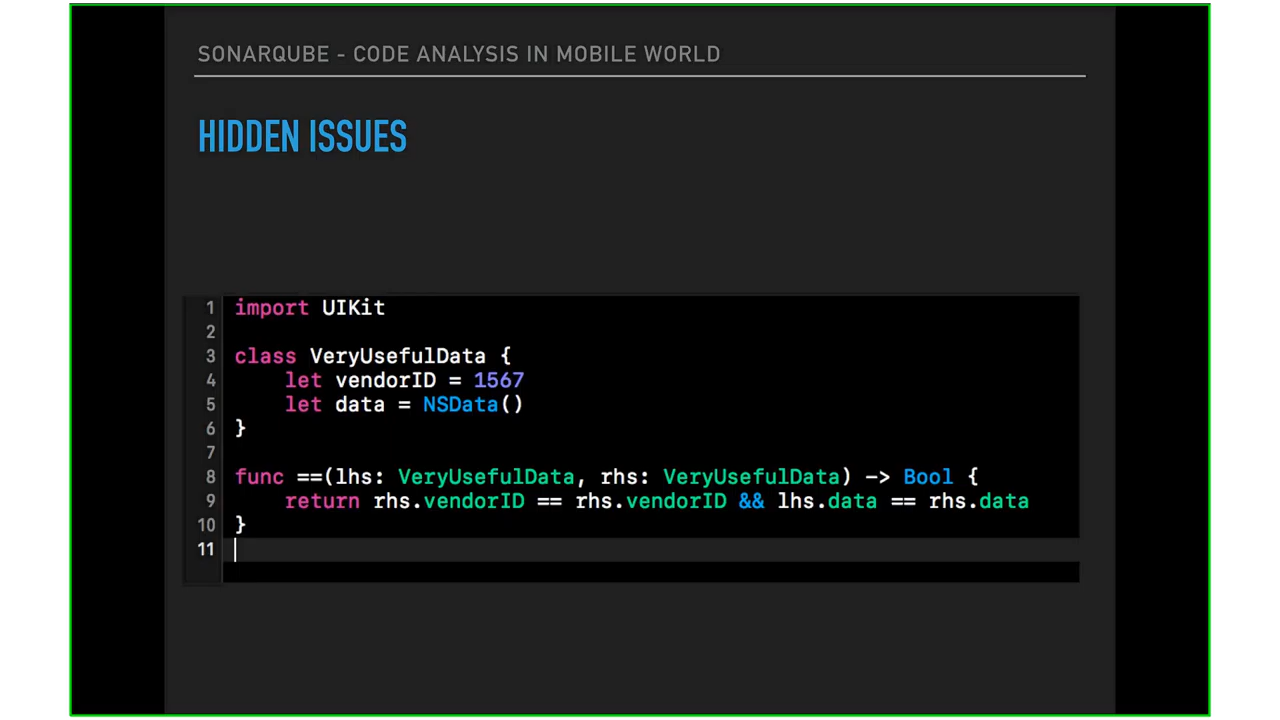 SONARQUBE - CODE ANALYSIS IN MOBILE WORLD
HIDDEN ISSUES
1 import UIKit
2
3 class VeryUsefulData {
4     let vendorID = 1567
5     let data = NSData()
6 }
7
8 func ==(lhs: VeryUsefulData, rhs: VeryUsefulData) -> Bool {
9     return rhs.vendorID == rhs.vendorID && lhs.data == rhs.data
10 }
11